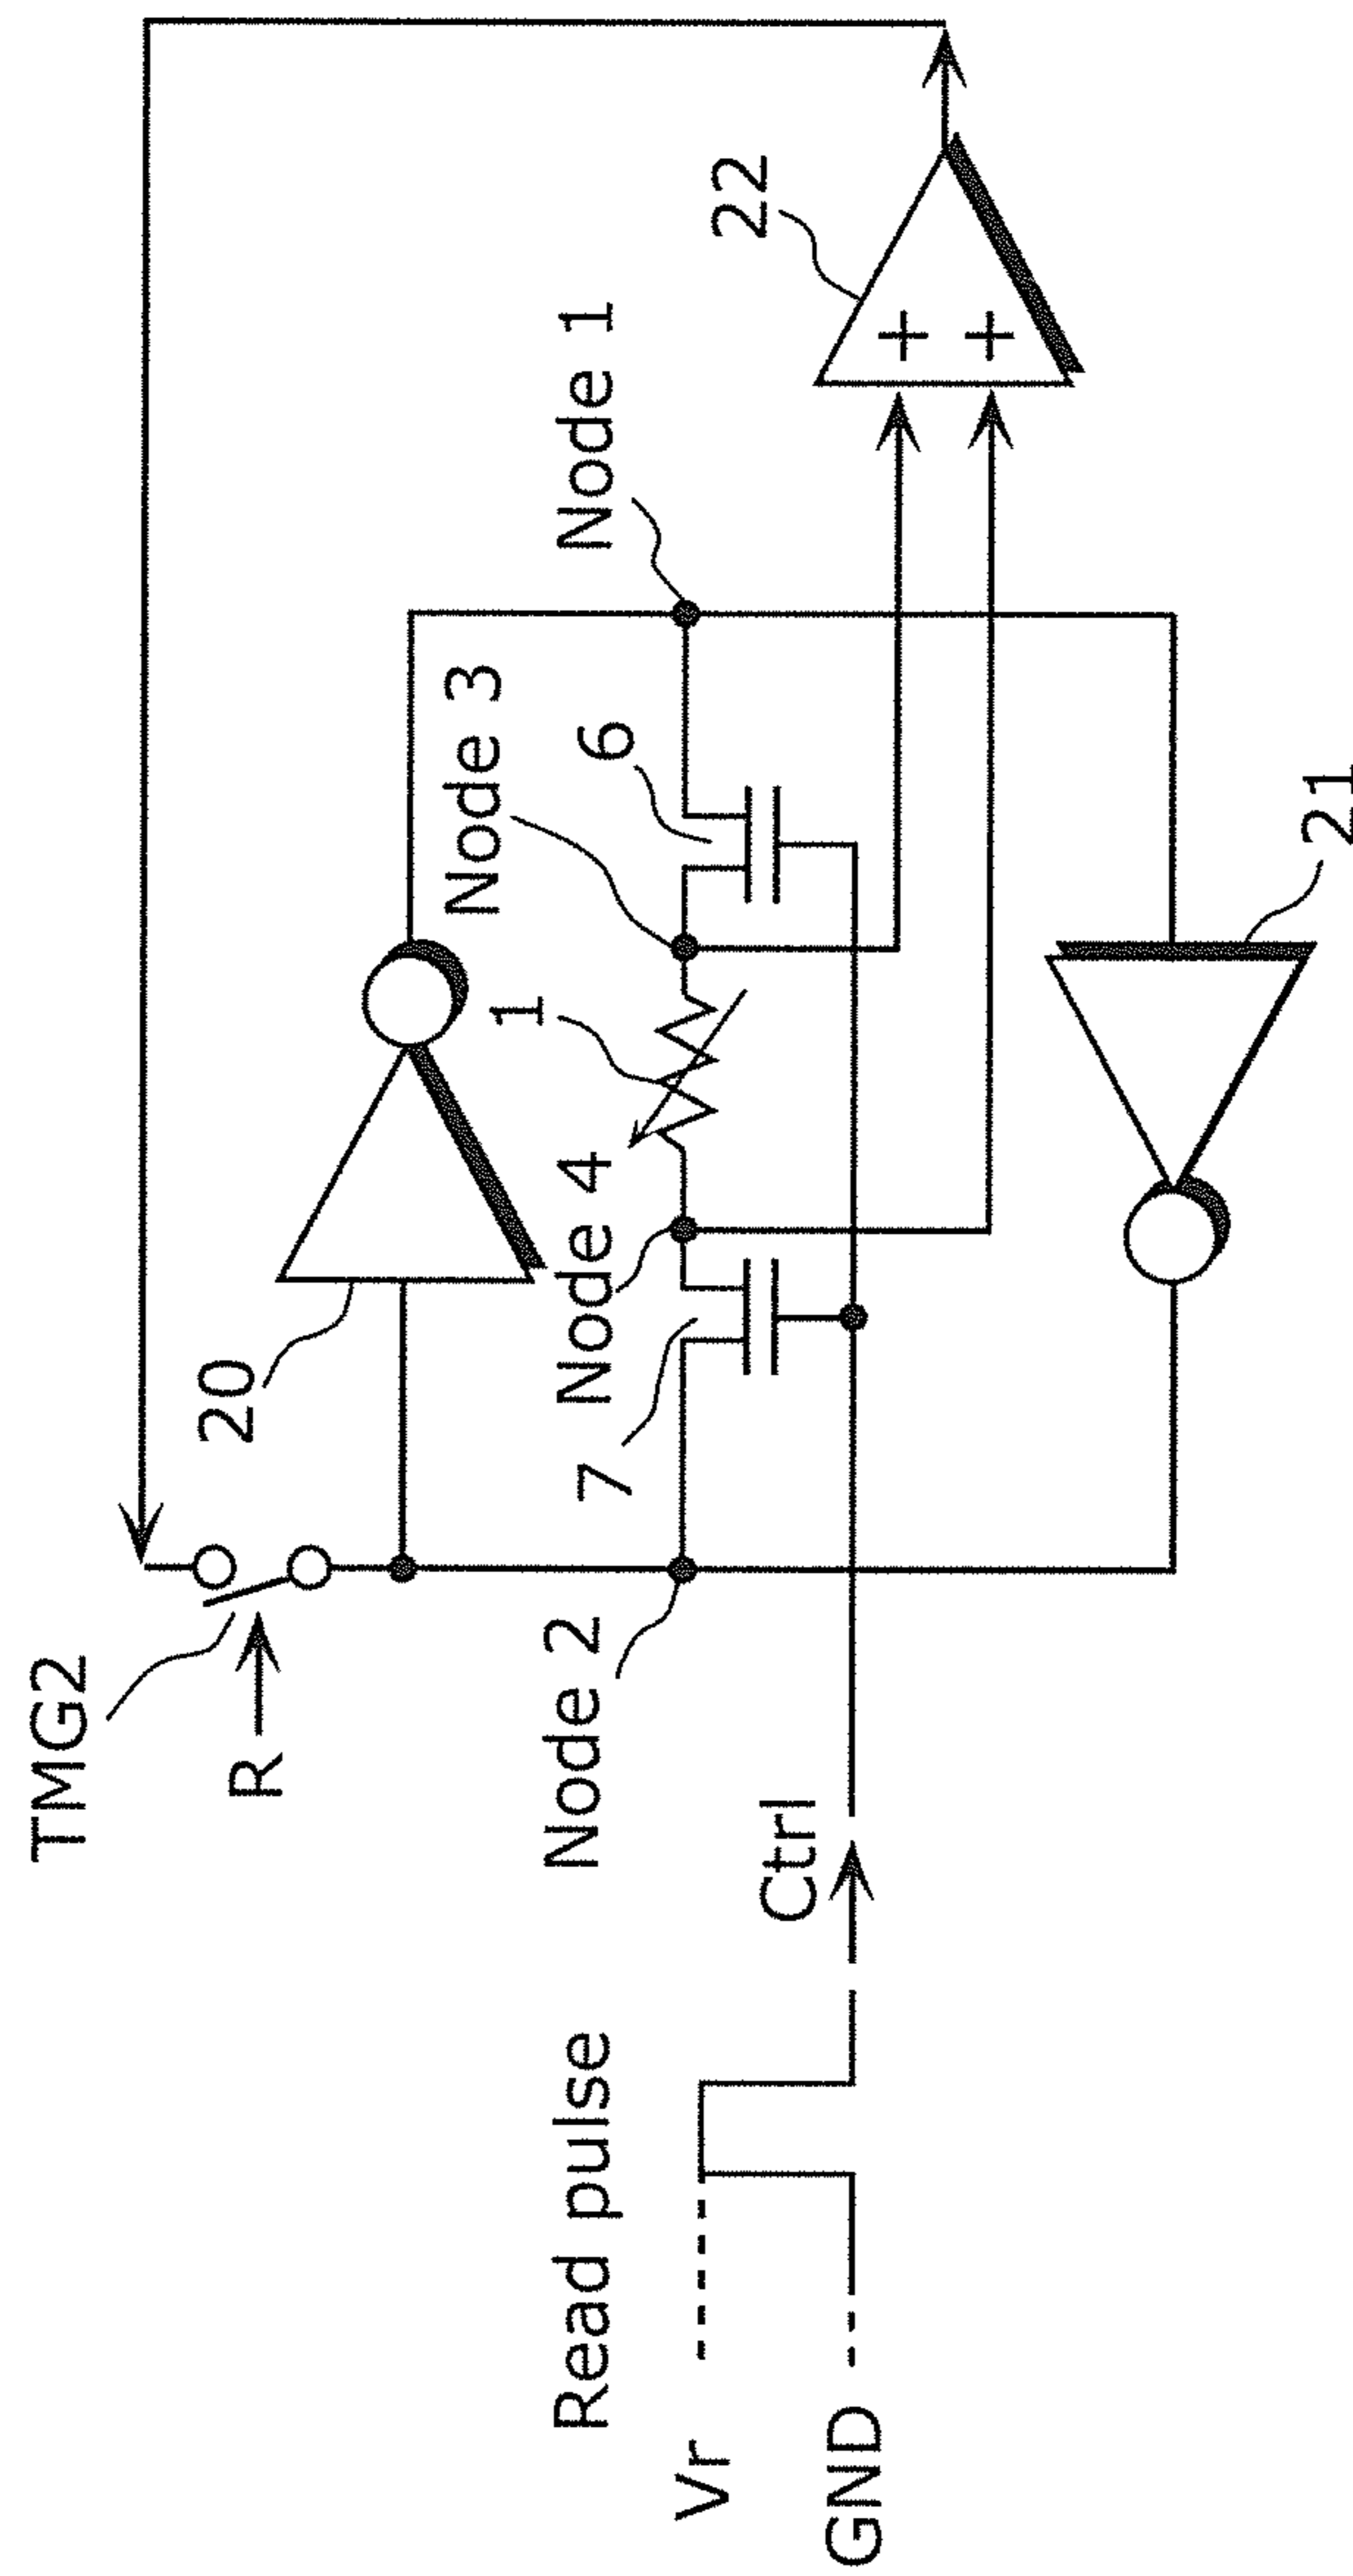 TMG2
R
20
Node 3
Node 1
22
1
6
Node 4
7
Node 2
+
+
Read pulse
Vr
Ctrl
GND
21